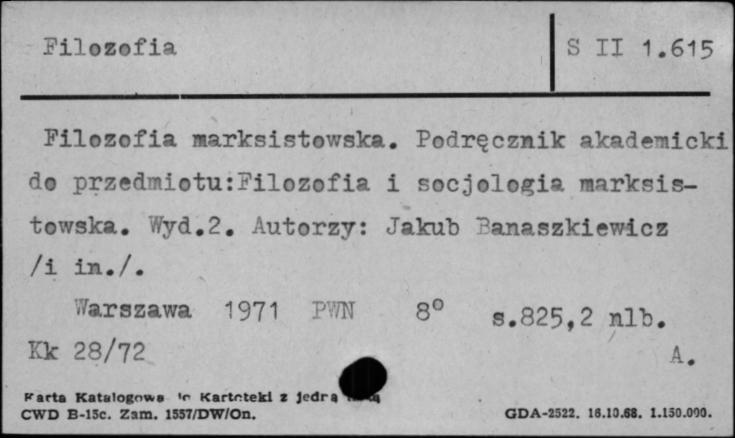 Filozofia
S II 1.615
Filozofia marksistowska. Podręcznik akademicki
do przedmiotu:Filozofia i socjologia marksis-
towska. Wyd.2. Autorzy: Jakub Banaszkiewicz
/i in./.
Warszawa 1971 PWN 8° s.825,2 nlb.
Kk 28/72
A.
Karta Katalogowa Kartoteki z jedną
CWD B-15c. Zam. 1557/DW/On.
GDA-2522. 16.10.68. 1.150.000.